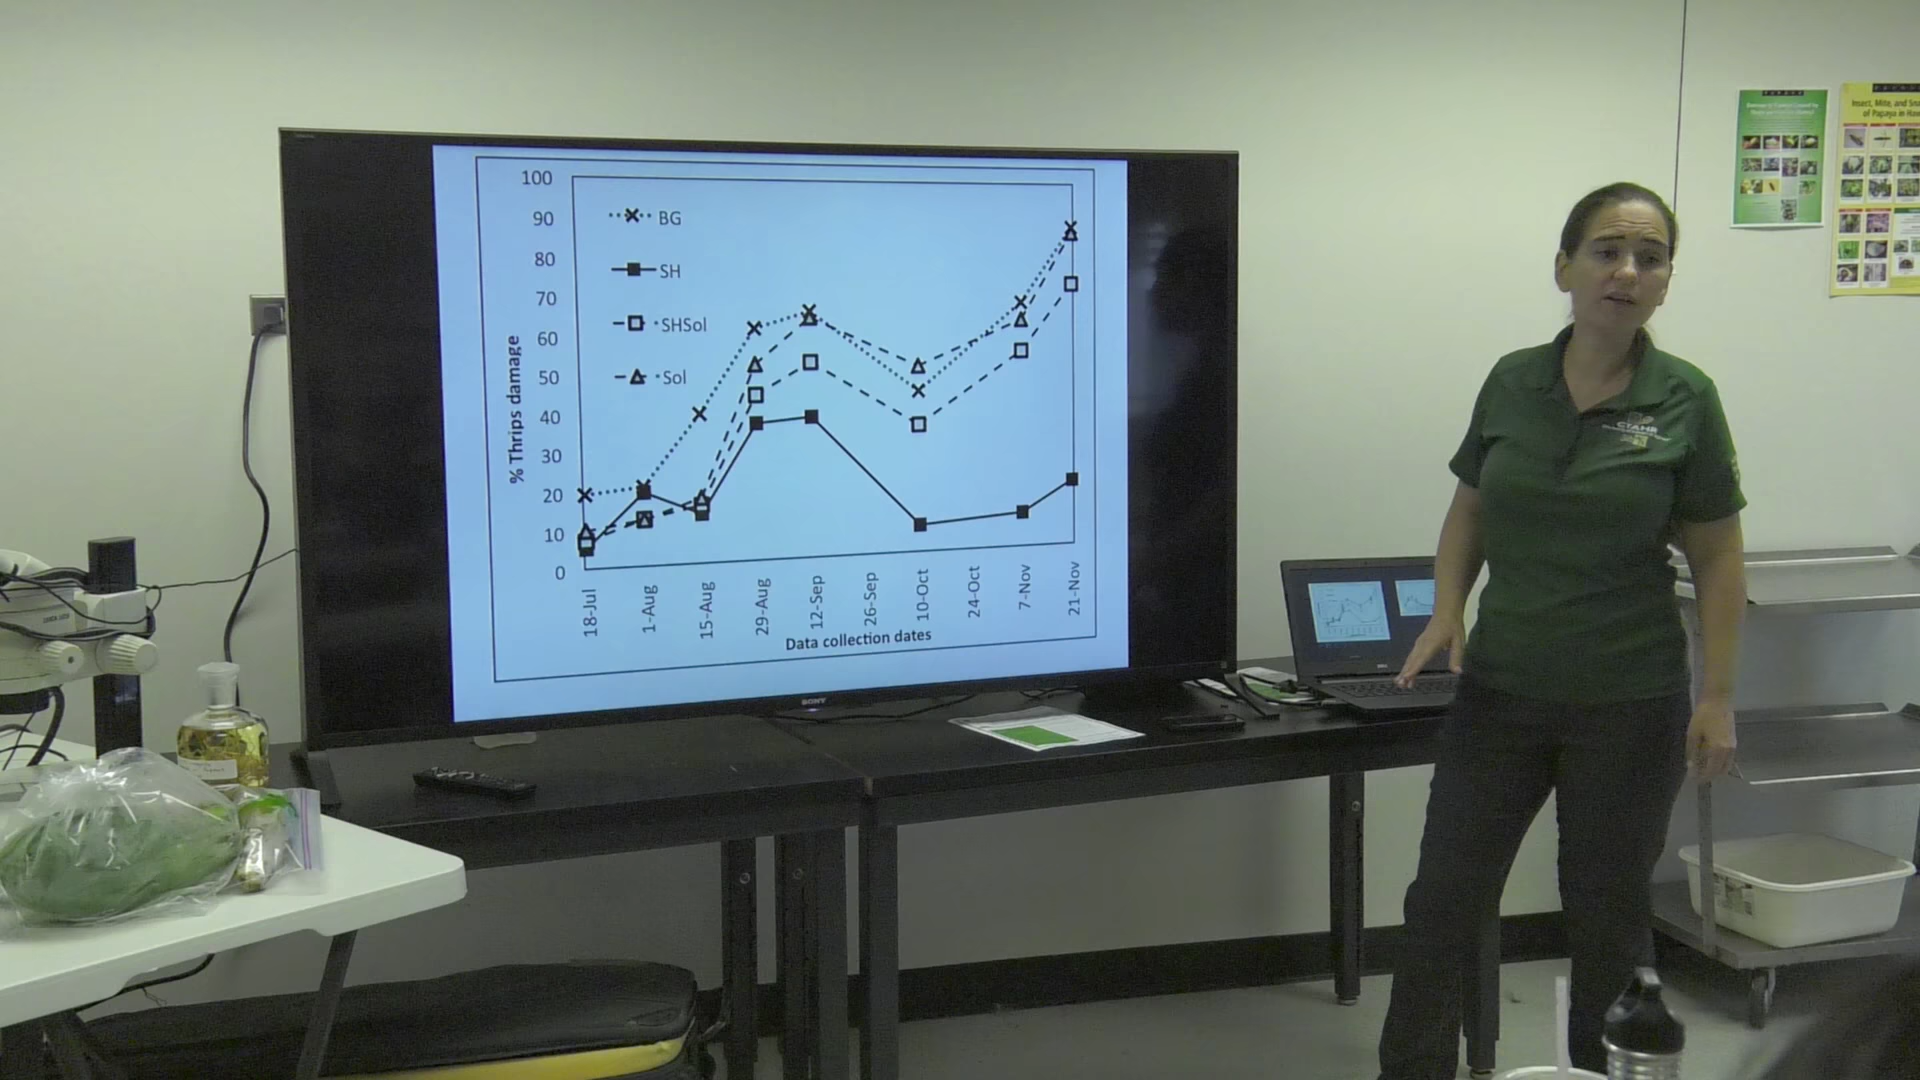 100
90
80
70
60
50
40
30
20
10
0
% Thrips damage
BG
SH
SHSol
Sol
18-Jul
1-Aug
15-Aug
29-Aug
12-Sep
26-Sep
10-Oct
24-Oct
7-Nov
21-Nov
Data collection dates
SONY
CTAHR
Insect, Mite, and
of Papaya in